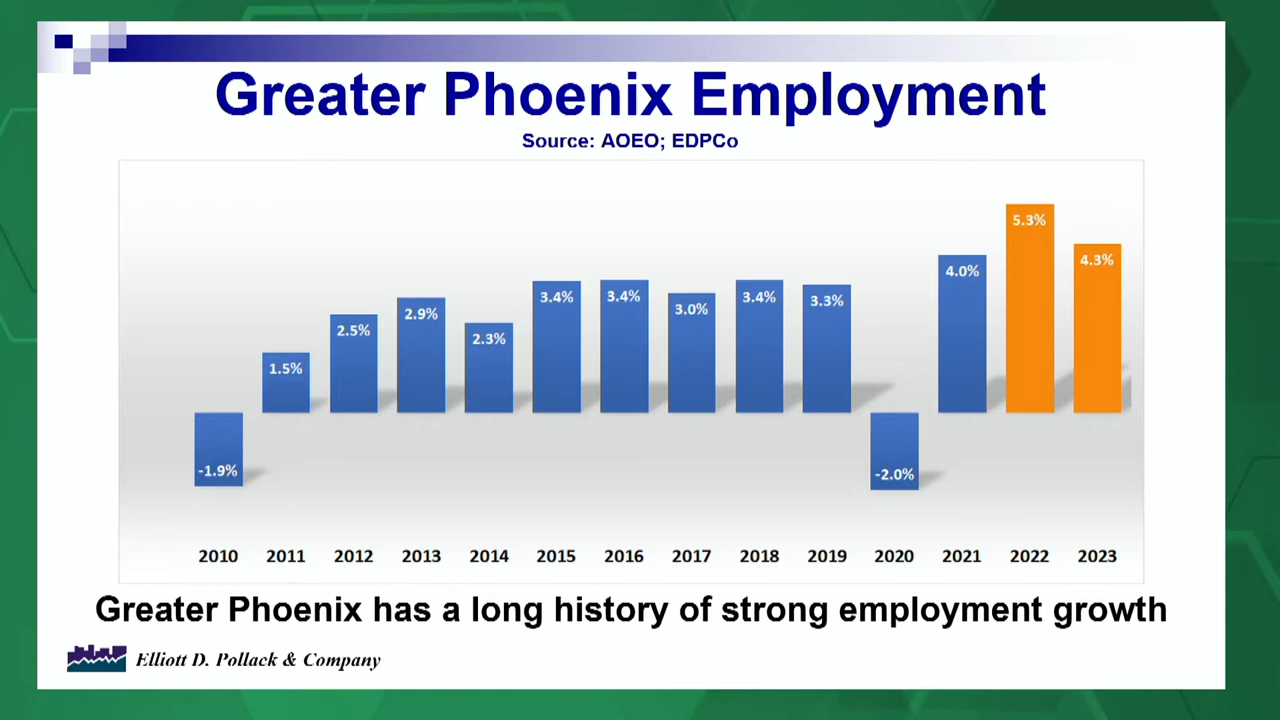 Greater Phoenix Employment
Source: AOEO; EDPCo
5.3%
4.3%
4.0%
3.4%
3.4%
3.0%
3.4%
3.3%
2.9%
2.5%
2.3%
1.5%
-1.9%
-2.0%
2010 2011 2012 2013 2014 2015 2016 2017 2018 2019 2020 2021 2022 2023
Greater Phoenix has a long history of strong employment growth
Elliott D. Pollack & Company